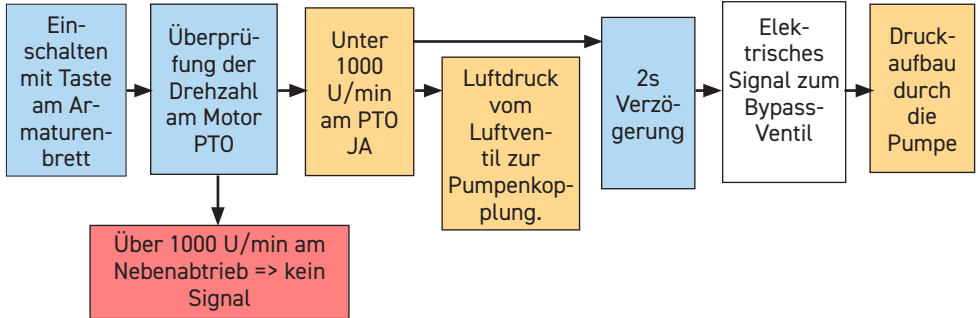 Ein-
schalten
mit Taste
am Ar-
maturen-
brett
Überprü-
fung der
Drehzahl
am Motor
PTO
Unter
1000
U/min
am PTO
JA
Luftdruck
vom
Luftven-
til zur
Pumpenkop-
plung.
2s
Verzö-
gerung
Elek-
trisches
Signal zum
Bypass-
Ventil
Druck-
aufbau
durch
die
Pumpe
Über 1000 U/min am
Nebenabtrieb => kein
Signal